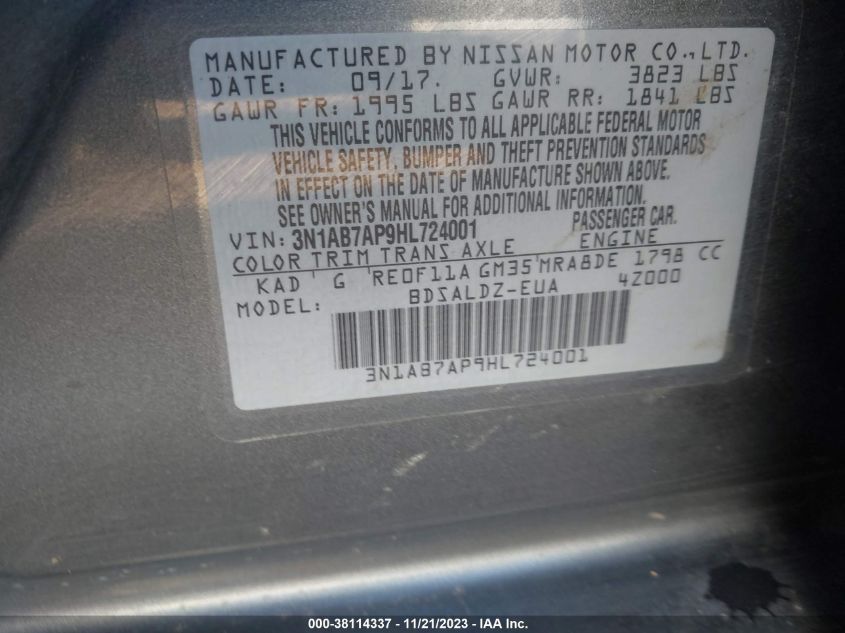 MANUFACTURED BY NISSAN MOTOR CO., LTD.
DATE: 09/17. GVWR: 3823 LBS
GAWR FR: 1995 LBS GAWR RR: 1841 LBS
THIS VEHICLE CONFORMS TO ALL APPLICABLE FEDERAL MOTOR
VEHICLE SAFETY, BUMPER AND THEFT PREVENTION STANDARDS
IN EFFECT ON THE DATE OF MANUFACTURE SHOWN ABOVE.
SEE OWNER'S MANUAL FOR ADDITIONAL INFORMATION.
VIN: 3N1AB7AP9HL724001 PASSENGER CAR.
COLOR TRIM TRANS AXLE ENGINE
KAD G RE0F11A GM35 MRA8DE 1798 CC
MODEL: BDSALDZ-EUA 4Z000
3N1AB7AP9HL724001
000-38114337 - 11/21/2023 - IAA Inc.